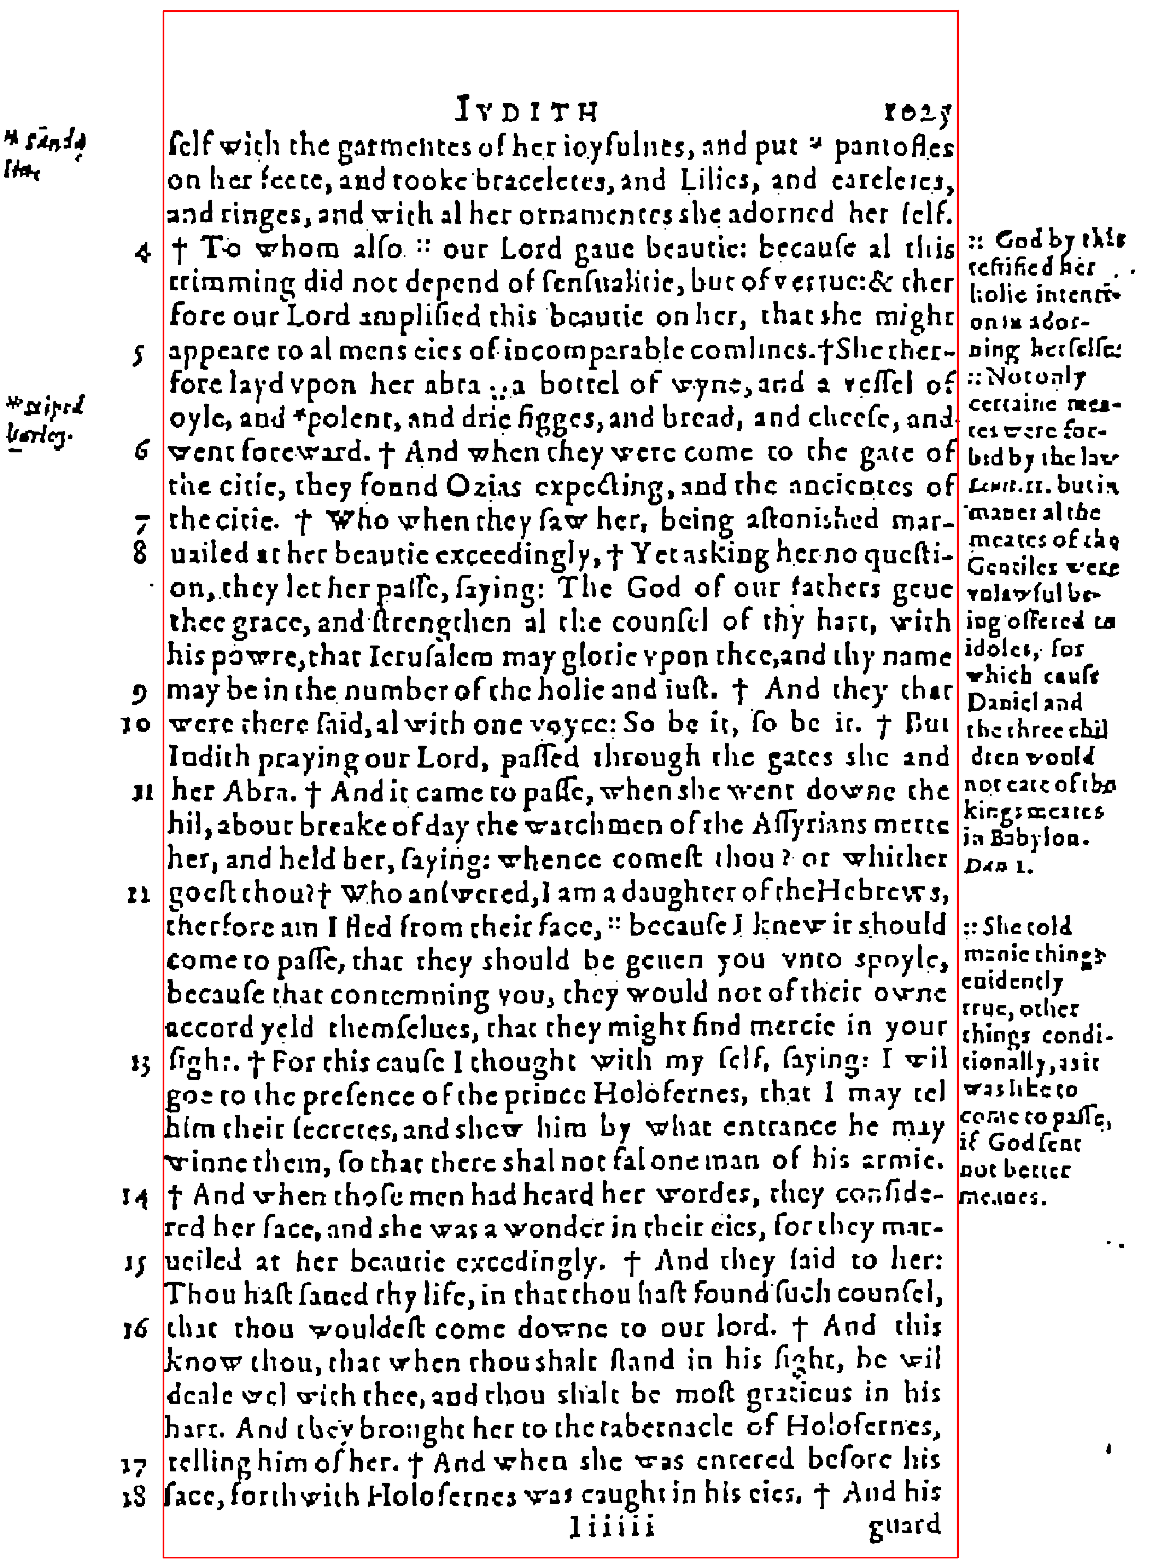 IVDITH 1025
ſelf with the garmentes of her ioyfulnes, and put " pantofles
on her feete, and tooke braceletes, and Lilies, and eareletes,
and ringes, and with al her ornamentes she adorned her ſelf.
4 † To whom alſo :: our Lord gaue beautie: becauſe al this
trimming did not depend of ſenſualitie, but of vertue: & ther
fore our Lord amplified this beautie on her, that she might
5 appeare to al mens eies of incomparable comlines. † She ther-
fore layd vpon her abra :: a bottel of wyne, and a veſſel of
oyle, and "polent, and drie figges, and bread, and cheeſe, and
6 went foreward. † And when they were come to the gate of
the citie, they found Ozias expecting, and the ancientes of
7 the citie. † Who when they ſaw her, being aſtonished mar-
8 uailed at her beautie exceedingly, † Yet asking her no queſti-
on, they let her paſſe, ſaying: The God of our fathers geue
thee grace, and ſtrengthen al the counſel of thy hart, with
his powre, that Ieruſalem may glorie vpon thee, and thy name
9 may be in the number of the holie and iuſt. † And they that
10 were there ſaid, al with one voyce: So be it, ſo be it. † But
Iudith praying our Lord, paſſed through the gates she and
11 her Abra. † And it came to paſſe, when she went downe the
hil, about breake of day the watchmen of the Aſſyrians mette
her, and held her, ſaying: whence comeſt thou? or whither
12 goeſt thou? † Who anſwered, I am a daughter of the Hebrews,
therfore am I fled from their face, :: becauſe I knew it should
come to paſſe, that they should be geuen you vnto spoyle,
becauſe that contemning you, they would not of their owne
accord yeld themſelues, that they might find mercie in your
13 ſight. † For this cauſe I thought with my ſelf, ſaying: I wil
goe to the preſence of the prince Holofernes, that I may tel
him their ſecretes, and shew him by what entrance he may
winne them, ſo that there shal not fal one man of his armie.
14 † And when thoſe men had heard her wordes, they conſide-
red her face, and she was a wonder in their eies, for they mar-
15 ueiled at her beautie exceedingly. † And they ſaid to her:
Thou haſt ſaued thy life, in that thou haſt found ſuch counſel,
16 that thou wouldeſt come downe to our lord. † And this
know thou, that when thou shalt ſtand in his ſight, he wil
deale wel with thee, and thou shalt be moſt gratious in his
hart. And they brought her to the tabernacle of Holofernes,
17 telling him of her. † And when she was entered before his
18 face, forthwith Holofernes was caught in his eies. † And his
liiiii guard
:: God by this
teſtified her
holie intenti-
on in ador-
ning herſelfe:
:: Not only
certaine mea-
tes were for-
bid by the law
Leuit. 11. but in
maner al the
meates of the
Gentiles were
vnlawful be-
ing offered to
idoles, for
which cauſe
Daniel and
the three chil
dren would
not eate of the
kings meates
in Babylon.
Dan 1.
:: She told
manie things
euidently
true, other
things condi-
tionally, as it
was like to
come to paſſe,
if God ſent
not better
meanes.
barley.